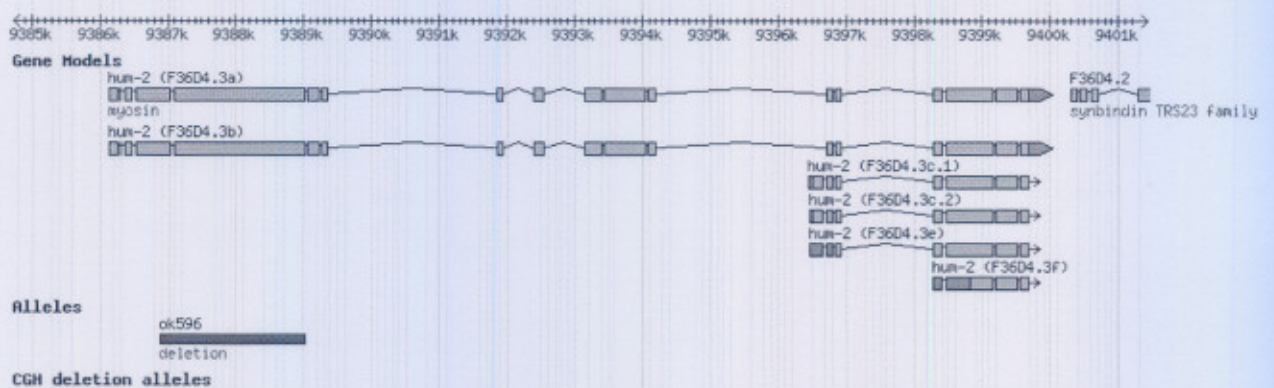 9385k 9386k 9387k 9388k 9389k 9390k 9391k 9392k 9393k 9394k 9395k 9396k 9397k 9398k 9399k 9400k 9401k
Gene Models
hum-2 (F36D4.3a) F36D4.2
myosin synbindin TRS23 family
hum-2 (F36D4.3b)
hum-2 (F36D4.3c.1)
hum-2 (F36D4.3c.2)
hum-2 (F36D4.3e)
hum-2 (F36D4.3f)
Alleles
ok596
deletion
CGH deletion alleles